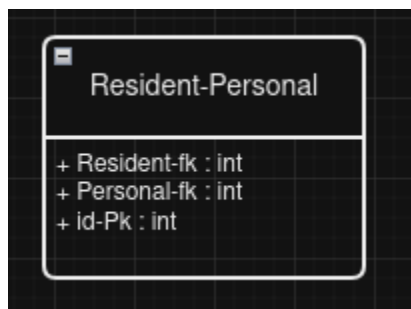 Resident-Personal
+ Resident-fk : int
+ Personal-fk : int
+ id-Pk : int